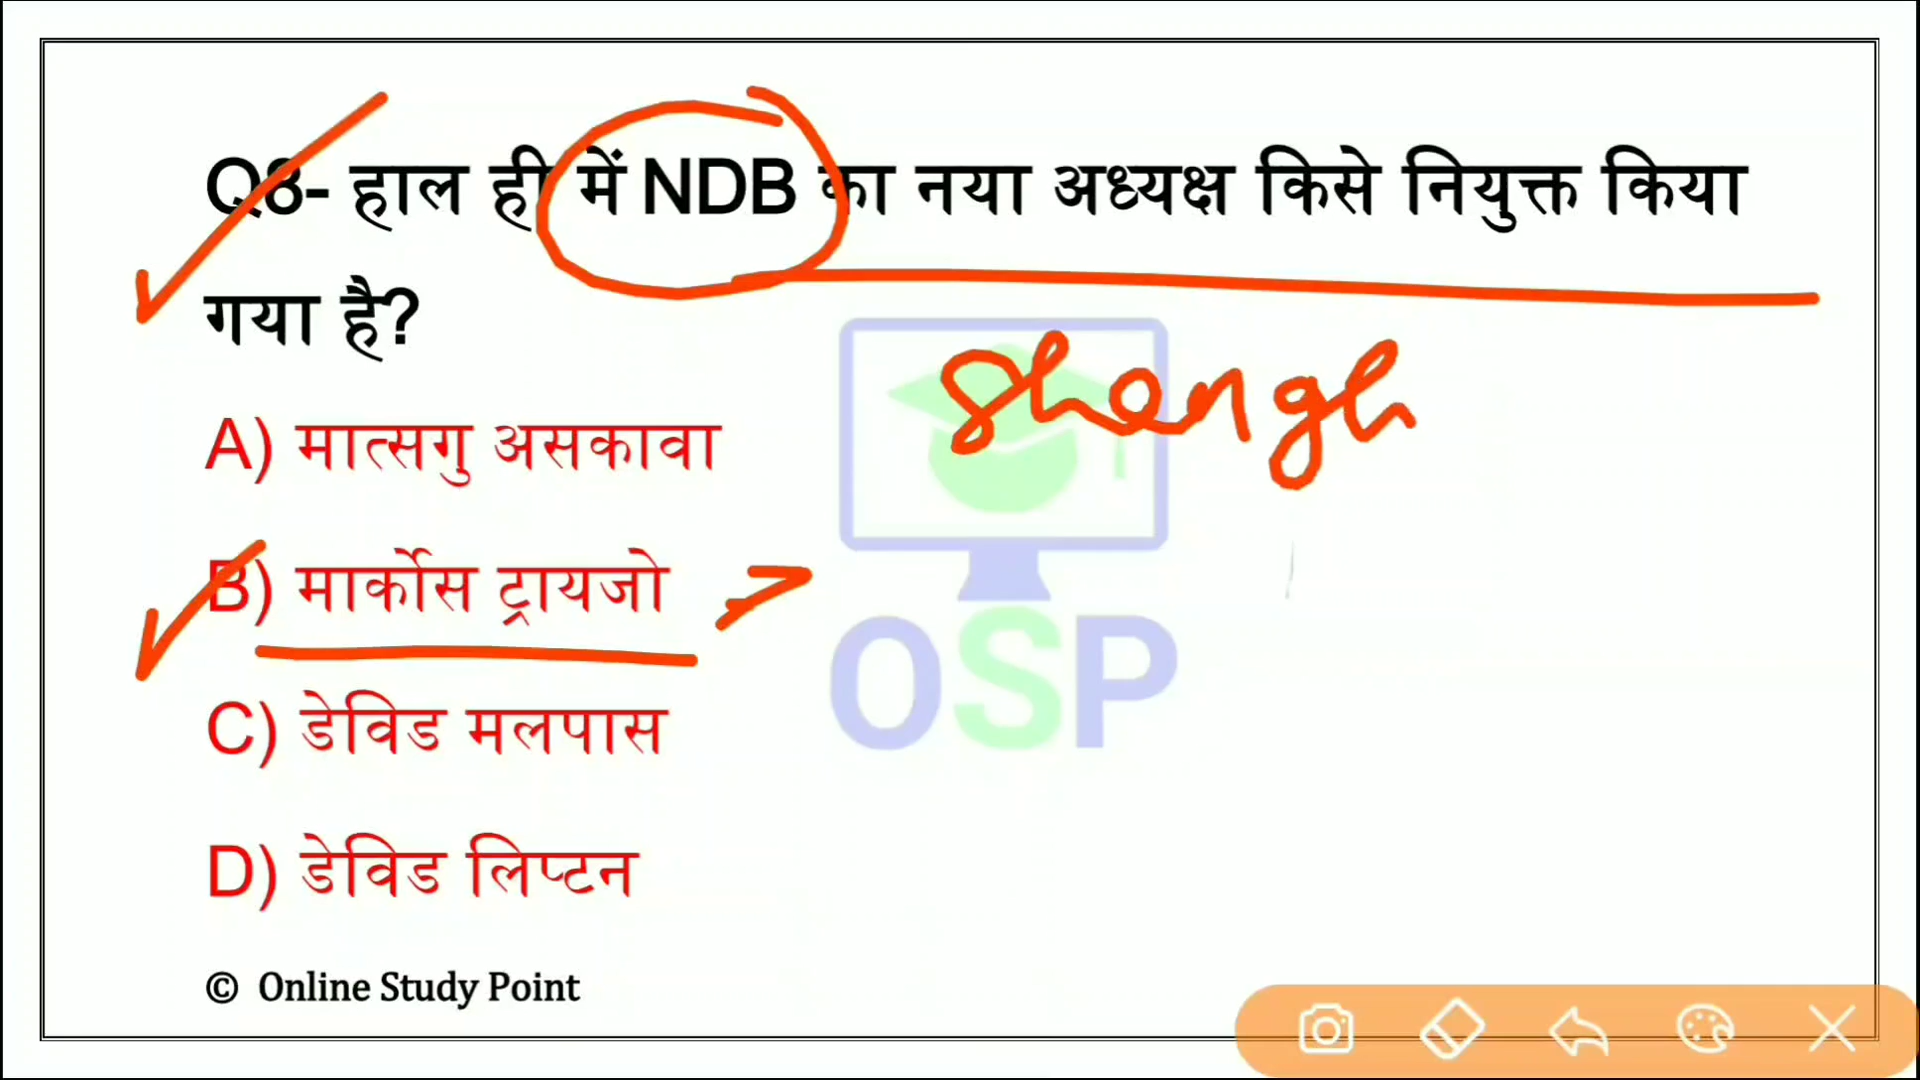 Q8- हाल ही में NDB का नया अध्यक्ष किसे नियुक्त किया
गया है?
Shangh
A) मात्सगु असकावा
B) मार्कोस ट्रायजो
C) डेविड मलपास
OSP
D) डेविड लिप्टन
© Online Study Point